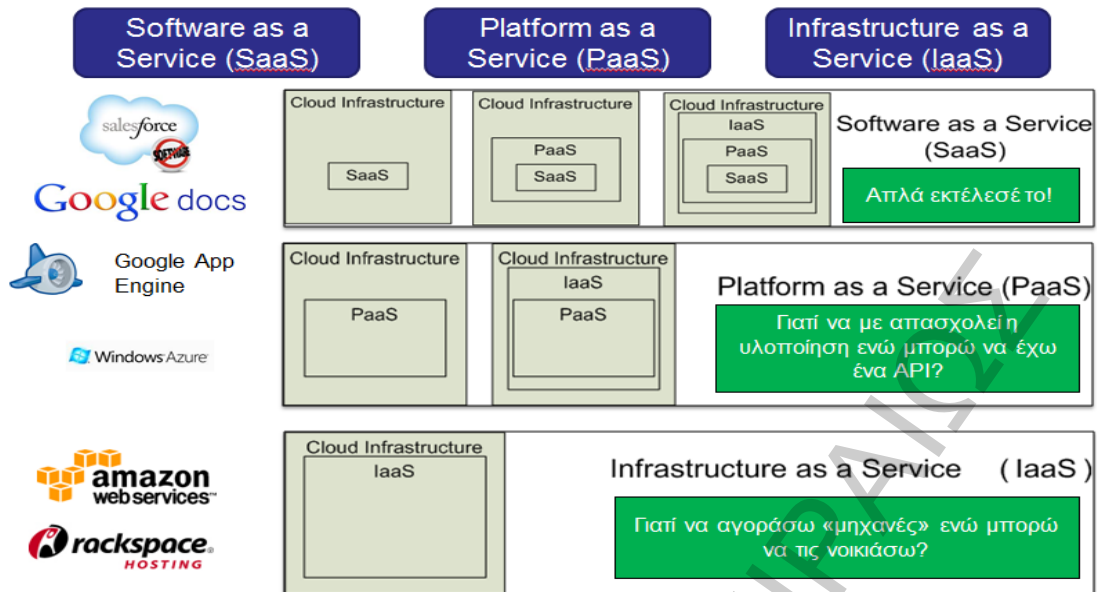 Software as a
Service (SaaS)
Platform as a
Service (PaaS)
Infrastructure as a
Service (IaaS)
salesforce
SOFTWARE
Google docs
Cloud Infrastructure
SaaS
Cloud Infrastructure
PaaS
SaaS
Cloud Infrastructure
IaaS
PaaS
SaaS
Software as a Service
(SaaS)
Απλά εκτέλεσέ το!
Google App
Engine
Windows Azure
Cloud Infrastructure
PaaS
Cloud Infrastructure
IaaS
PaaS
Platform as a Service (PaaS)
Γιατί να με απασχολεί η
υλοποίηση ενώ μπορώ να έχω
ένα API?
amazon
web services™
rackspace®
HOSTING
Cloud Infrastructure
IaaS
Infrastructure as a Service ( IaaS )
Γιατί να αγοράσω «μηχανές» ενώ μπορώ
να τις νοικιάσω?